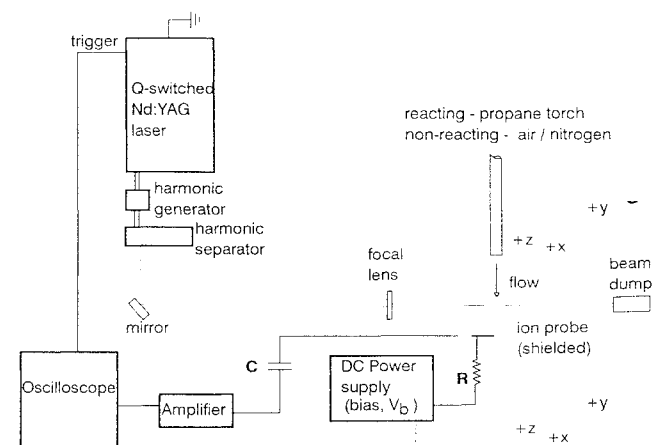 trigger
Q-switched
Nd:YAG
laser
reacting - propane torch
non-reacting - air / nitrogen
harmonic
generator
harmonic
separator
+y
+z
+x
focal
lens
flow
beam
dump
mirror
ion probe
(shielded)
C
DC Power
supply
(bias, Vb)
R
Oscilloscope
Amplifier
+y
+z
+x